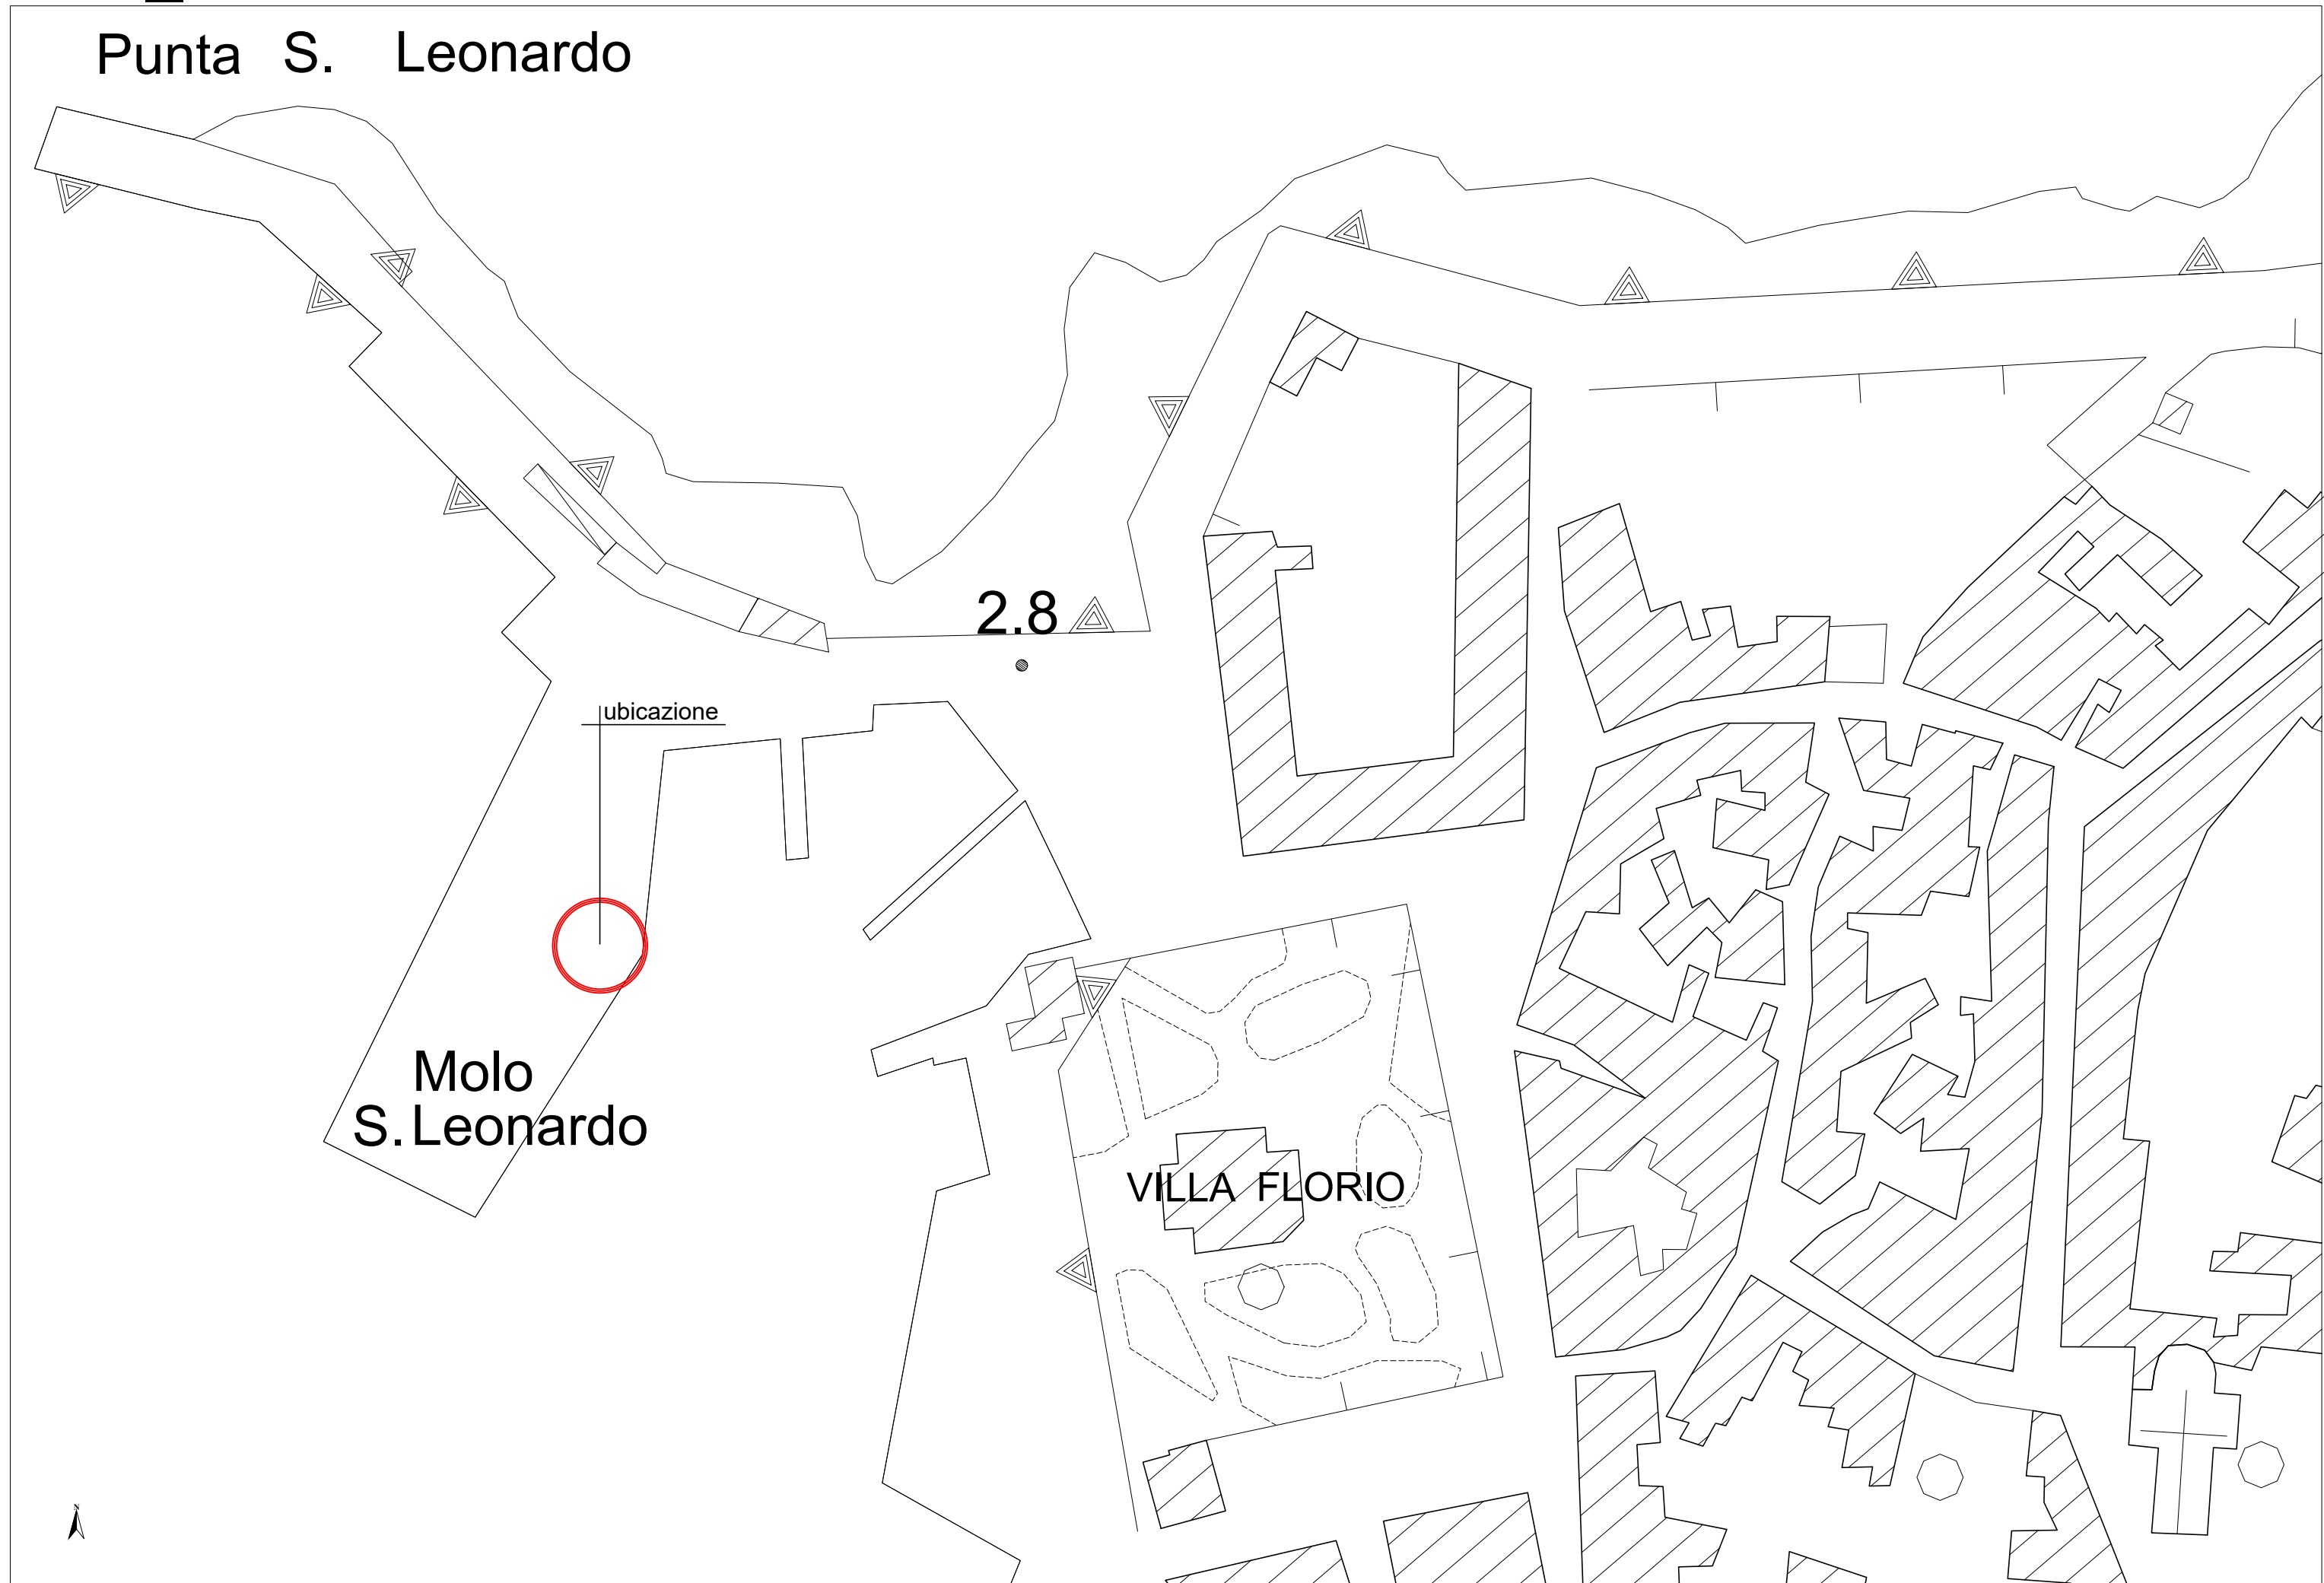 Punta S. Leonardo
2.8
ubicazione
Molo
S. Leonardo
VILLA FLORIO
N